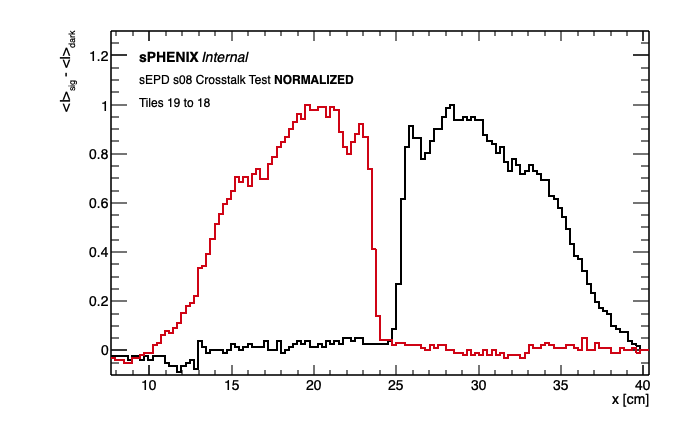 <I>sig - <I>dark
1.2
1
0.8
0.6
0.4
0.2
0
sPHENIX Internal
sEPD s08 Crosstalk Test NORMALIZED
Tiles 19 to 18
10 15 20 25 30 35 40
x [cm]